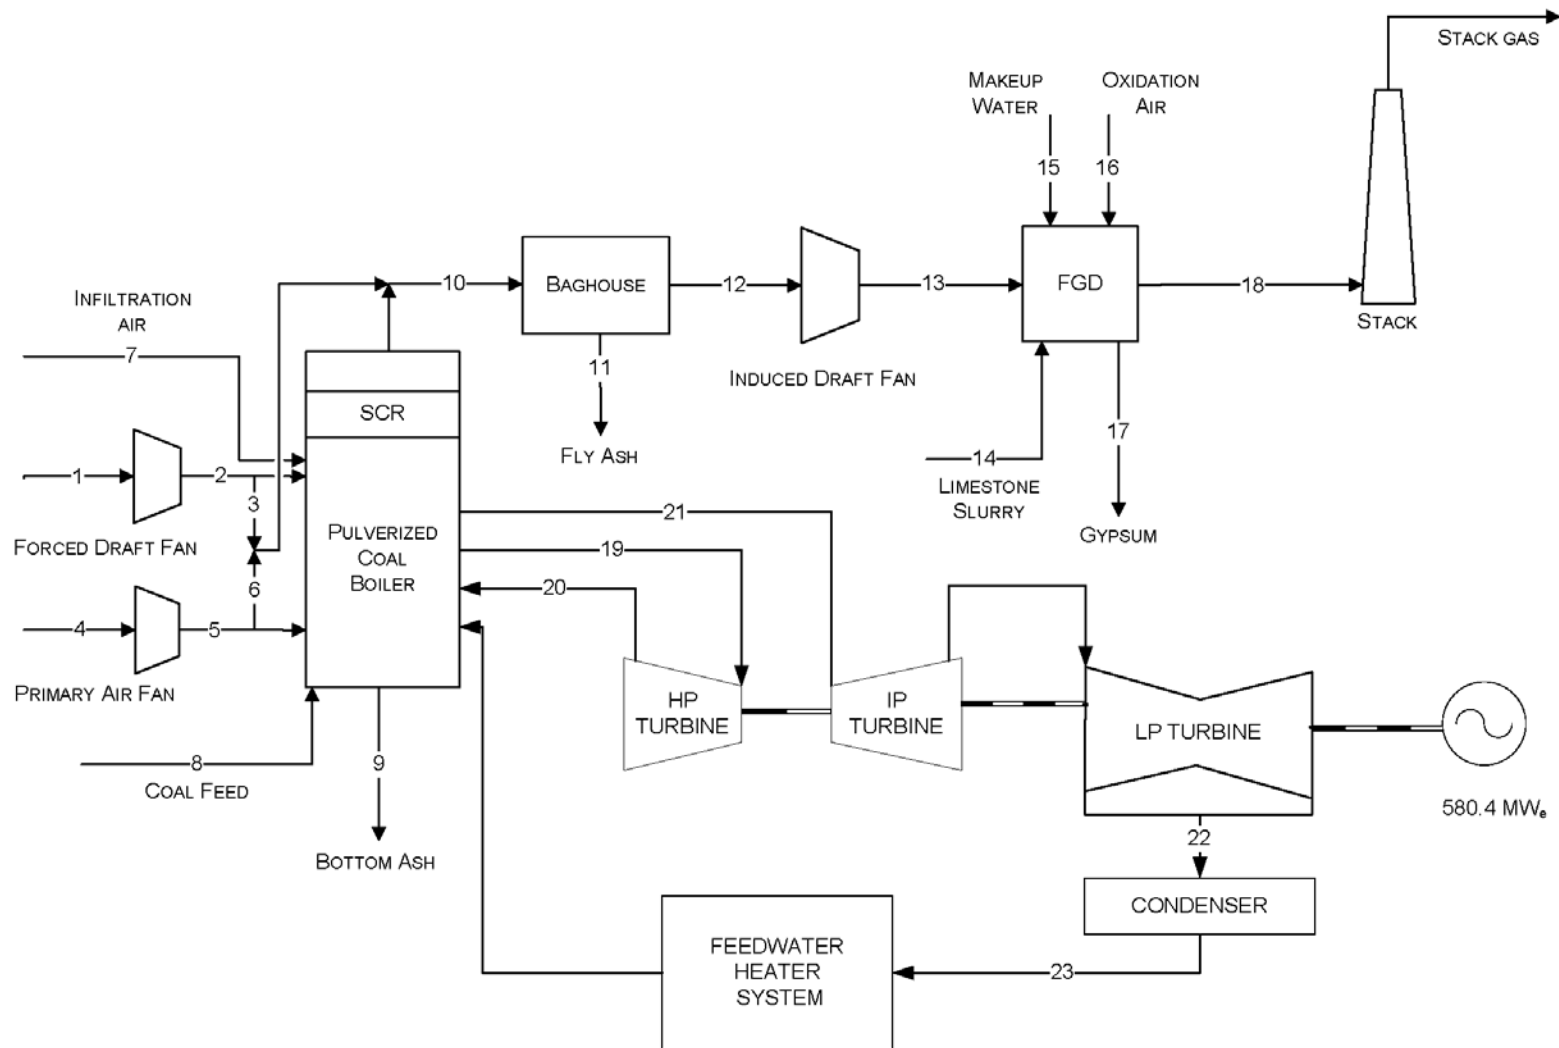 STACK GAS
MAKEUP
WATER
OXIDATION
AIR
15
16
10
BAGHOUSE
12
13
FGD
18
STACK
INFILTRATION
AIR
7
11
INDUCED DRAFT FAN
SCR
FLY ASH
17
14
LIMESTONE
SLURRY
GYPSUM
1
2
3
FORCED DRAFT FAN
PULVERIZED
COAL
BOILER
21
19
20
6
4
5
PRIMARY AIR FAN
HP
TURBINE
IP
TURBINE
LP TURBINE
8
COAL FEED
9
BOTTOM ASH
580.4 MWe
22
CONDENSER
FEEDWATER
HEATER
SYSTEM
23